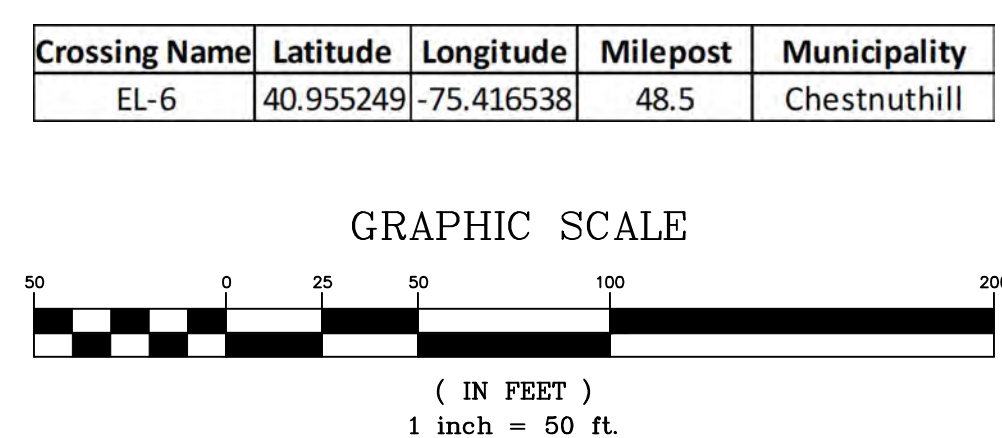 Crossing Name Latitude Longitude Milepost Municipality
EL-6 40.955249 -75.416538 48.5 Chestnuthill
GRAPHIC SCALE
50 0 25 50 100 200
( IN FEET )
1 inch = 50 ft.